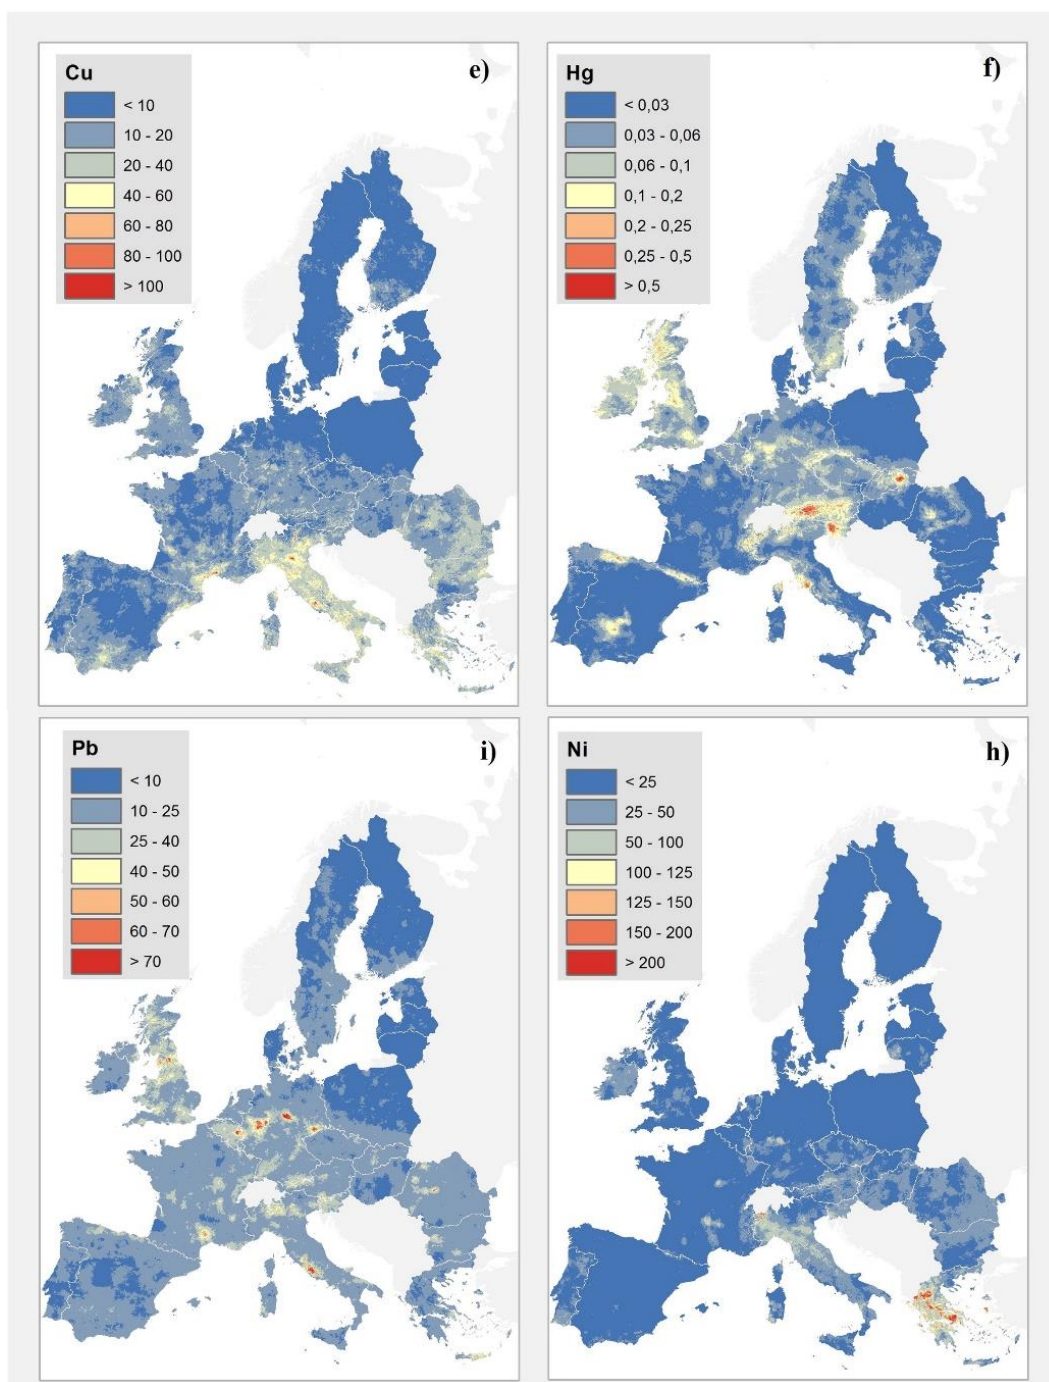 Cu
e)
< 10
10 - 20
20 - 40
40 - 60
60 - 80
80 - 100
> 100
Hg
f)
< 0,03
0,03 - 0,06
0,06 - 0,1
0,1 - 0,2
0,2 - 0,25
0,25 - 0,5
> 0,5
Pb
i)
< 10
10 - 25
25 - 40
40 - 50
50 - 60
60 - 70
> 70
Ni
h)
< 25
25 - 50
50 - 100
100 - 125
125 - 150
150 - 200
> 200